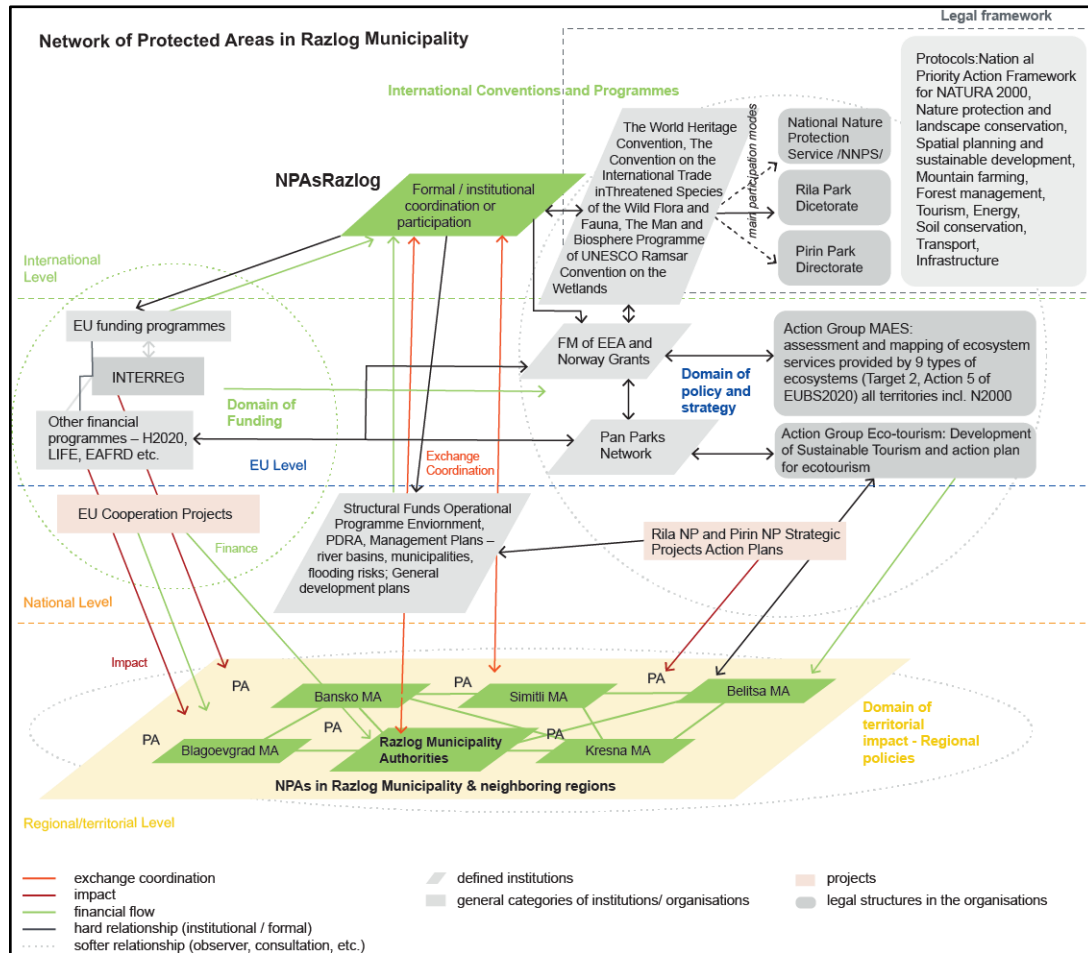 Legal framework
Network of Protected Areas in Razlog Municipality
International Conventions and Programmes
Protocols:Nation al
Priority Action Framework
for NATURA 2000,
Nature protection and
landscape conservation,
Spatial planning and
sustainable development,
Mountain farming,
Forest management,
Tourism, Energy,
Soil conservation,
Transport,
Infrastructure
The World Heritage
Convention, The
Convention on the
International Trade
inThreatened Species
of the Wild Flora and
Fauna, The Man and
Biosphere Programme
of UNESCO Ramsar
Convention on the
Wetlands
main participation modes
National Nature
Protection
Service /NNPS/
Rila Park
Dicetorate
Pirin Park
Directorate
NPAsRazlog
Formal / institutional
coordination or
participation
International
Level
EU funding programmes
INTERREG
Other financial
programmes – H2020,
LIFE, EAFRD etc.
Domain of
Funding
FM of EEA and
Norway Grants
Domain of
policy and
strategy
Action Group MAES:
assessment and mapping of ecosystem
services provided by 9 types of
ecosystems (Target 2, Action 5 of
EUBS2020) all territories incl. N2000
Pan Parks
Network
Action Group Eco-tourism: Development
of Sustainable Tourism and action plan
for ecotourism
Exchange
Coordination
EU Level
EU Cooperation Projects
Finance
Structural Funds Operational
Programme Enviornment,
PDRA, Management Plans –
river basins, municipalities,
flooding risks; General
development plans
Rila NP and Pirin NP Strategic
Projects Action Plans
National Level
Impact
PA
PA
PA
Bansko MA
Simitli MA
Belitsa MA
PA
PA
PA
Blagoevgrad MA
Razlog Municipality
Authorities
Kresna MA
Domain of
territorial
impact - Regional
policies
NPAs in Razlog Municipality & neighboring regions
Regional/territorial Level
exchange coordination
impact
financial flow
hard relationship (institutional / formal)
softer relationship (observer, consultation, etc.)
defined institutions
general categories of institutions/ organisations
projects
legal structures in the organisations